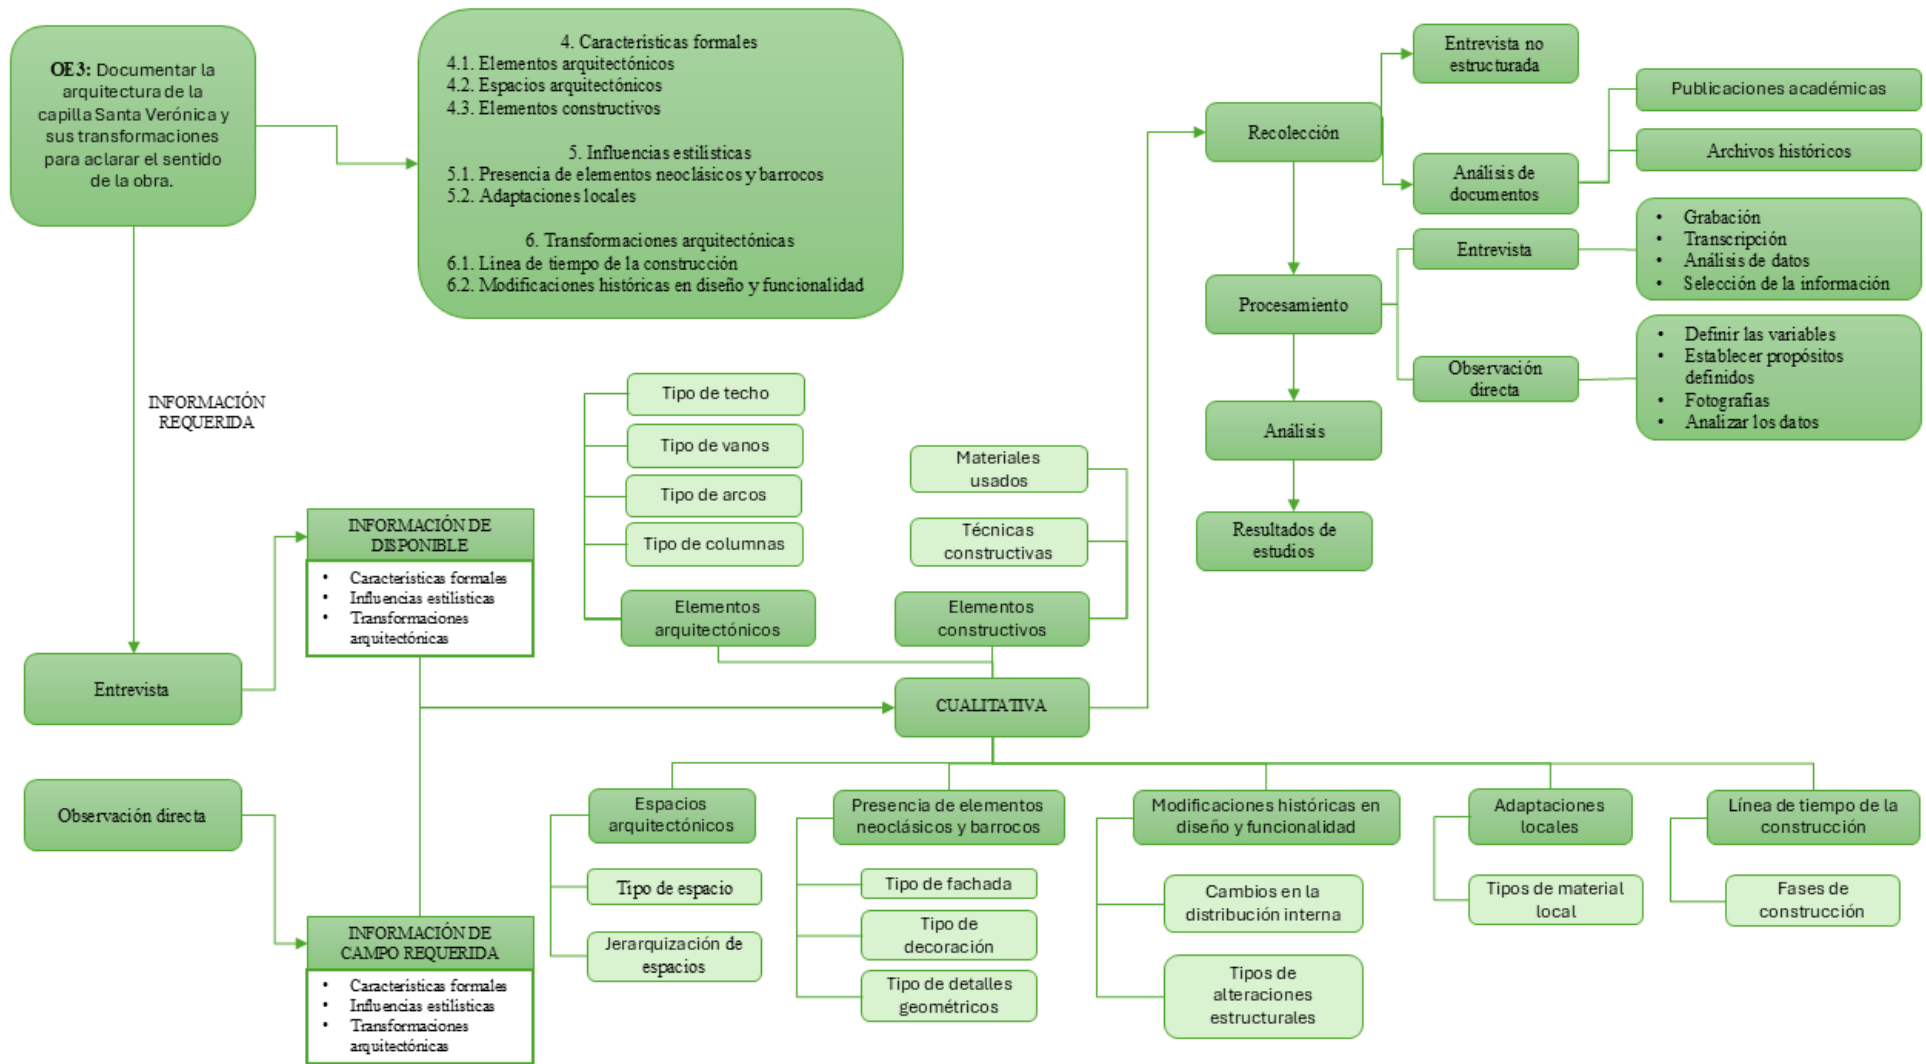 OE3: Documentar la
arquitectura de la
capilla Santa Verónica y
sus transformaciones
para aclarar el sentido
de la obra.
4. Características formales
4.1. Elementos arquitectónicos
4.2. Espacios arquitectónicos
4.3. Elementos constructivos
5. Influencias estilísticas
5.1. Presencia de elementos neoclásicos y barrocos
5.2. Adaptaciones locales
6. Transformaciones arquitectónicas
6.1. Línea de tiempo de la construcción
6.2. Modificaciones históricas en diseño y funcionalidad
INFORMACIÓN
REQUERIDA
Entrevista
Observación directa
INFORMACIÓN DE
DISPONIBLE
• Características formales
• Influencias estilísticas
• Transformaciones
arquitectónicas
INFORMACIÓN DE
CAMPO REQUERIDA
• Características formales
• Influencias estilísticas
• Transformaciones
arquitectónicas
Tipo de techo
Tipo de vanos
Tipo de arcos
Tipo de columnas
Elementos
arquitectónicos
Materiales
usados
Técnicas
constructivas
Elementos
constructivos
CUALITATIVA
Espacios
arquitectónicos
Tipo de espacio
Jerarquización de
espacios
Presencia de elementos
neoclásicos y barrocos
Tipo de fachada
Tipo de
decoración
Tipo de detalles
geométricos
Modificaciones históricas en
diseño y funcionalidad
Cambios en la
distribución interna
Tipos de
alteraciones
estructurales
Adaptaciones
locales
Tipos de material
local
Línea de tiempo de la
construcción
Fases de
construcción
Recolección
Procesamiento
Análisis
Resultados de
estudios
Entrevista no
estructurada
Análisis de
documentos
Publicaciones académicas
Archivos históricos
Entrevista
• Grabación
• Transcripción
• Análisis de datos
• Selección de la información
Observación
directa
• Definir las variables
• Establecer propósitos
definidos
• Fotografías
• Analizar los datos